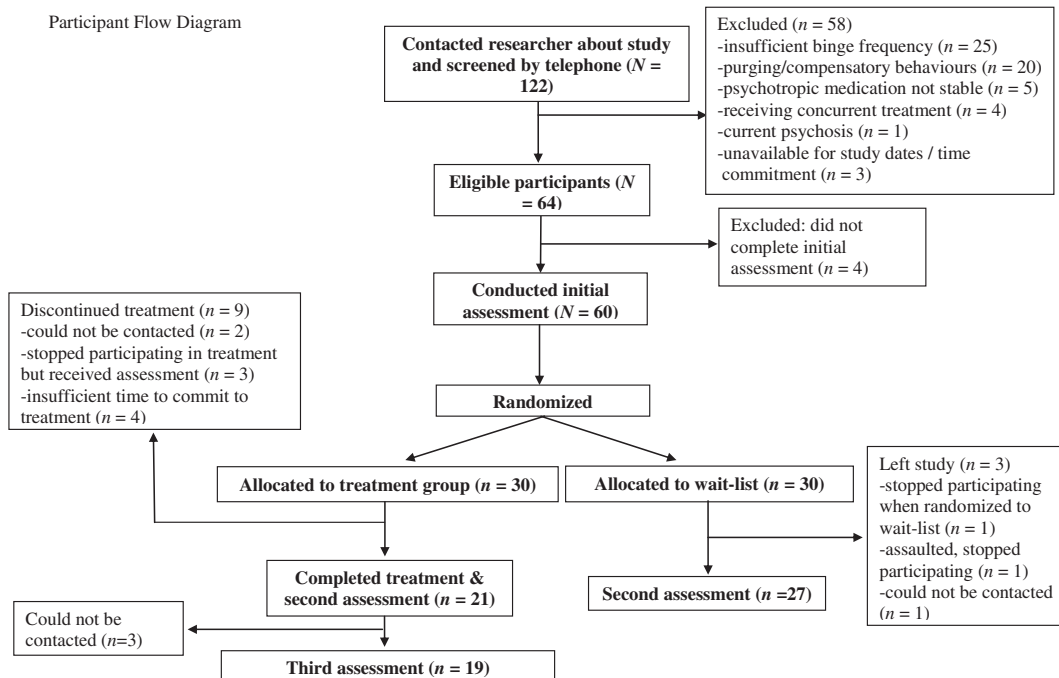 Participant Flow Diagram
Contacted researcher about study
and screened by telephone (N =
122)
Excluded (n = 58)
-insufficient binge frequency (n = 25)
-purging/compensatory behaviours (n = 20)
-psychotropic medication not stable (n = 5)
-receiving concurrent treatment (n = 4)
-current psychosis (n = 1)
-unavailable for study dates / time
commitment (n = 3)
Eligible participants (N
= 64)
Excluded: did not
complete initial
assessment (n = 4)
Conducted initial
assessment (N = 60)
Discontinued treatment (n = 9)
-could not be contacted (n = 2)
-stopped participating in treatment
but received assessment (n = 3)
-insufficient time to commit to
treatment (n = 4)
Randomized
Allocated to treatment group (n = 30)
Allocated to wait-list (n = 30)
Left study (n = 3)
-stopped participating
when randomized to
wait-list (n = 1)
-assaulted, stopped
participating (n = 1)
-could not be contacted
(n = 1)
Completed treatment &
second assessment (n = 21)
Second assessment (n =27)
Could not be
contacted (n=3)
Third assessment (n = 19)